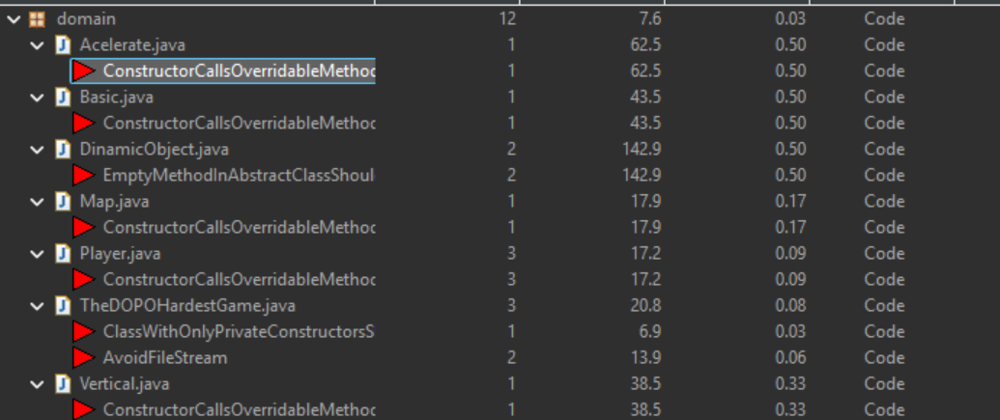 domain 12 7.6 0.03 Code
Acelerate.java 1 62.5 0.50 Code
ConstructorCallsOverridableMethoc 1 62.5 0.50 Code
Basic.java 1 43.5 0.50 Code
ConstructorCallsOverridableMethoc 1 43.5 0.50 Code
DinamicObject.java 2 142.9 0.50 Code
EmptyMethodInAbstractClassShoul 2 142.9 0.50 Code
Map.java 1 17.9 0.17 Code
ConstructorCallsOverridableMethoc 1 17.9 0.17 Code
Player.java 3 17.2 0.09 Code
ConstructorCallsOverridableMethoc 3 17.2 0.09 Code
TheDOPOHardestGame.java 3 20.8 0.08 Code
ClassWithOnlyPrivateConstructorsS 1 6.9 0.03 Code
AvoidFileStream 2 13.9 0.06 Code
Vertical.java 1 38.5 0.33 Code
ConstructorCallsOverridableMethoc 1 38.5 0.33 Code